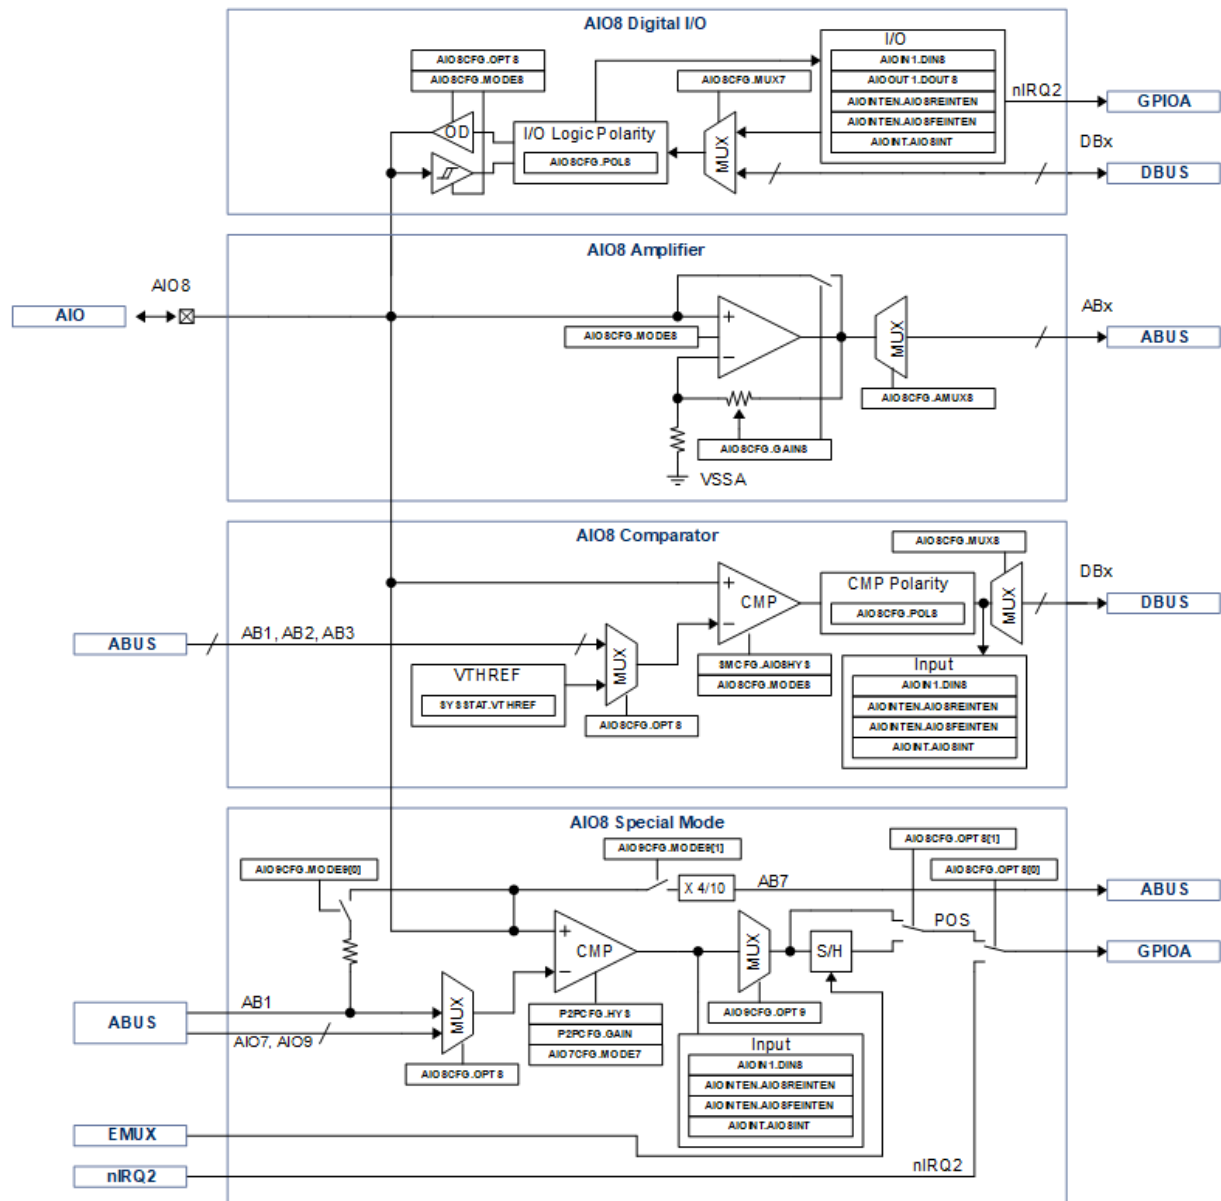 AIO8 Digital I/O
AIO8CFG.OPT8
AIO8CFG.MODE8
AIO8CFG.MUX7
I/O
AIOIN1.DIN8
AIOOUT1.DOUT8
AIOINTEN.AIO8REINTEN
AIOINTEN.AIO8FEINTEN
AIOINT.AIO8INT
nIRQ2
GPIOA
OD
I/O Logic Polarity
AIO8CFG.POL8
MUX
DBx
DBUS
AIO8 Amplifier
AIO8
AIO
AIO8CFG.MODE8
+
−
MUX
ABx
ABUS
AIO8CFG.AMUX8
AIO8CFG.GAIN8
VSSA
AIO8 Comparator
AIO8CFG.MUX8
+
CMP
−
CMP Polarity
AIO8CFG.POL8
MUX
DBx
DBUS
ABUS
AB1, AB2, AB3
MUX
VTHREF
SYSSTAT.VTHREF
SMCFG.AIO8HYS
AIO8CFG.MODE8
AIO8CFG.OPT8
Input
AIOIN1.DIN8
AIOINTEN.AIO8REINTEN
AIOINTEN.AIO8FEINTEN
AIOINT.AIO8INT
AIO8 Special Mode
AIO9CFG.MODE9[0]
AIO9CFG.MODE9[1]
AIO8CFG.OPT8[1]
AIO8CFG.OPT8[0]
X 4/10
AB7
ABUS
+
CMP
−
MUX
S/H
POS
GPIOA
ABUS
AB1
AIO7, AIO9
MUX
AIO8CFG.OPT8
P2PCFG.HYS
P2PCFG.GAIN
AIO7CFG.MODE7
AIO9CFG.OPT9
Input
AIOIN1.DIN8
AIOINTEN.AIO8REINTEN
AIOINTEN.AIO8FEINTEN
AIOINT.AIO8INT
EMUX
nIRQ2
nIRQ2